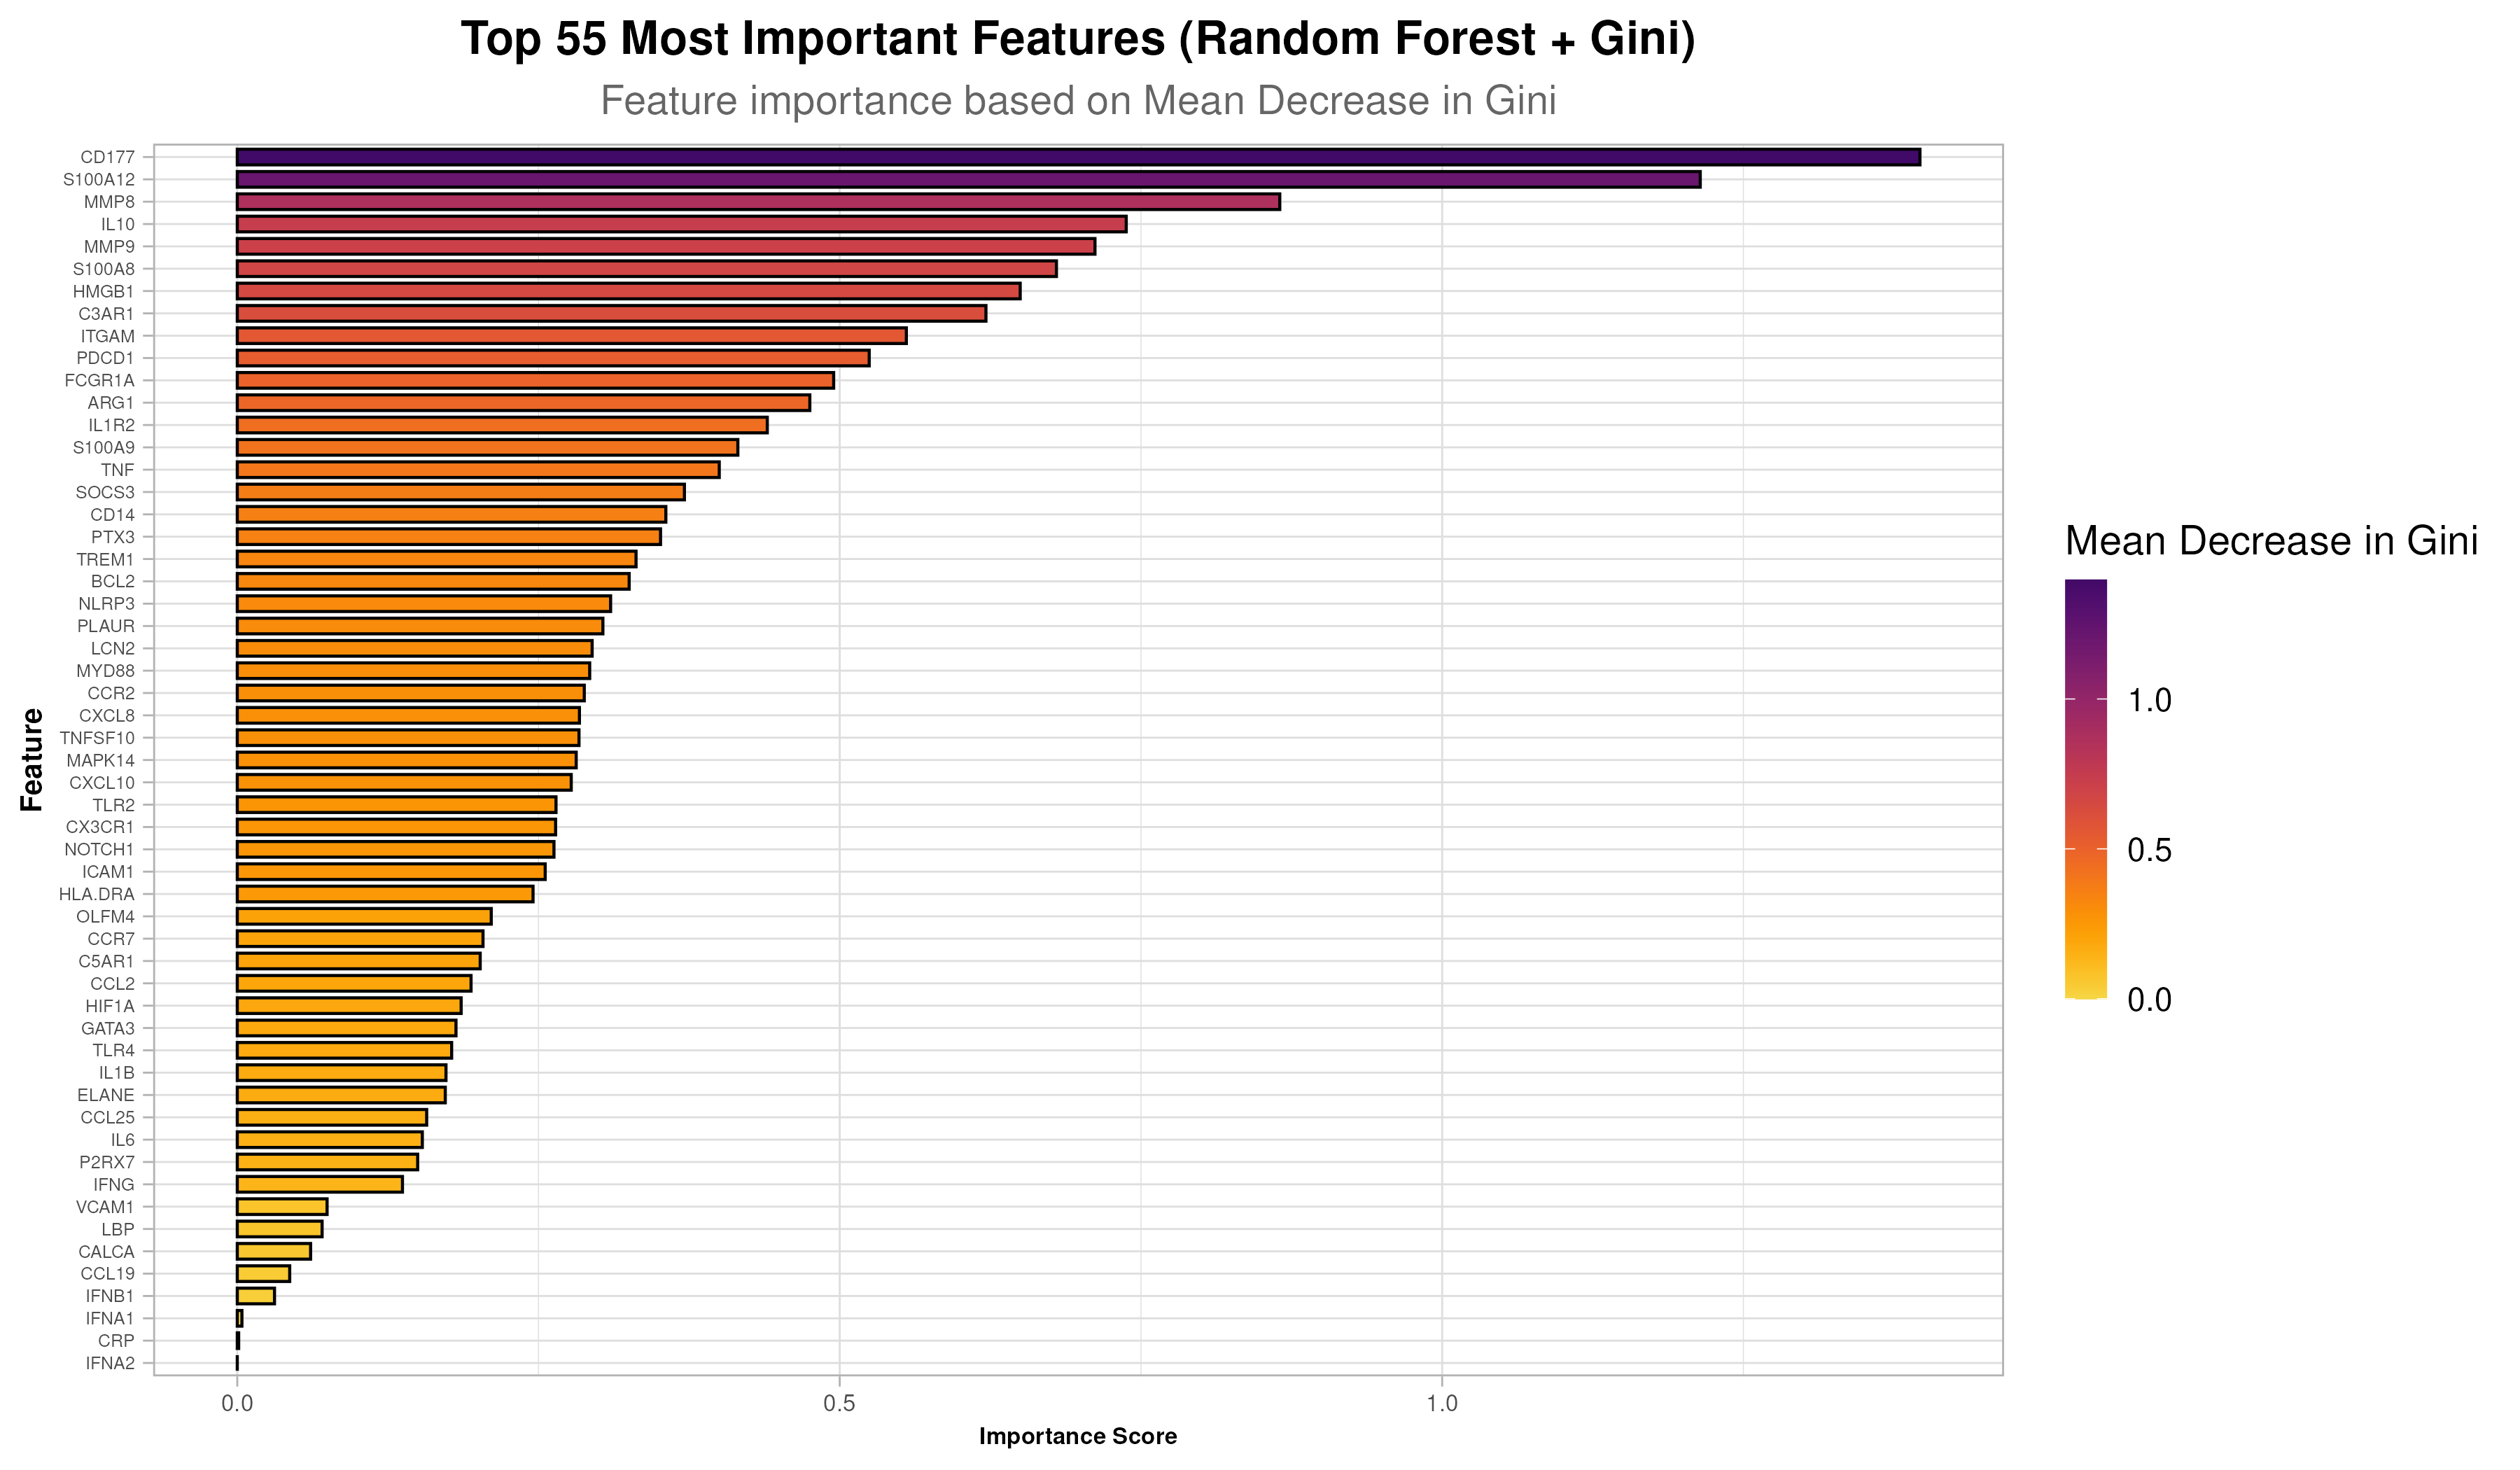 Top 55 Most Important Features (Random Forest + Gini)
Feature importance based on Mean Decrease in Gini
Feature
CD177
S100A12
MMP8
IL10
MMP9
S100A8
HMGB1
C3AR1
ITGAM
PDCD1
FCGR1A
ARG1
IL1R2
S100A9
TNF
SOCS3
CD14
PTX3
TREM1
BCL2
NLRP3
PLAUR
LCN2
MYD88
CCR2
CXCL8
TNFSF10
MAPK14
CXCL10
TLR2
CX3CR1
NOTCH1
ICAM1
HLA.DRA
OLFM4
CCR7
C5AR1
CCL2
HIF1A
GATA3
TLR4
IL1B
ELANE
CCL25
IL6
P2RX7
IFNG
VCAM1
LBP
CALCA
CCL19
IFNB1
IFNA1
CRP
IFNA2
0.0 0.5 1.0
Importance Score
Mean Decrease in Gini
1.0
0.5
0.0